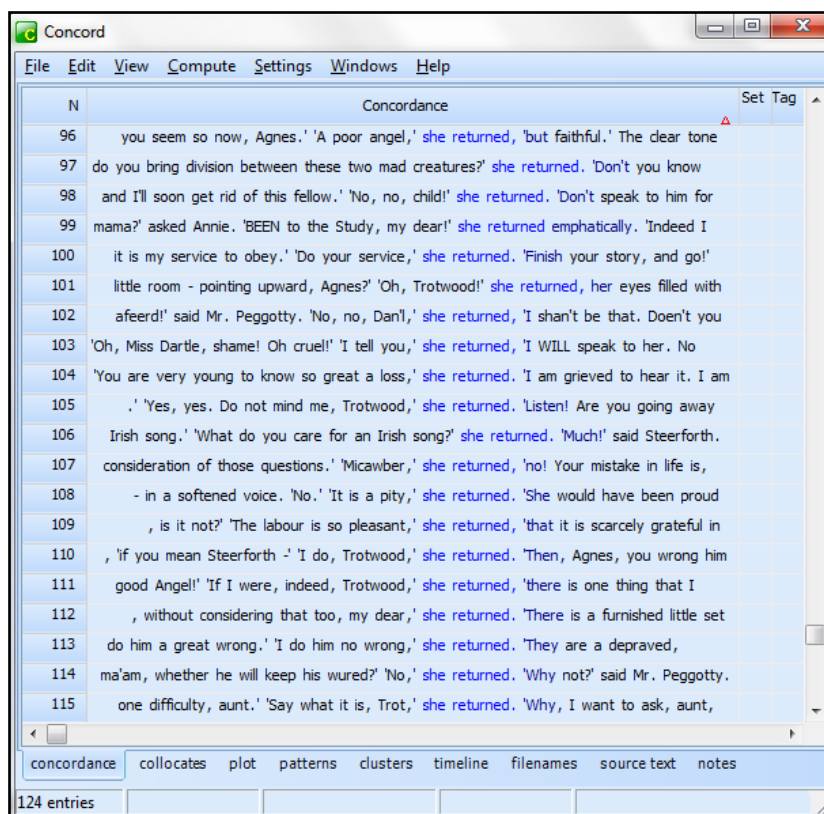 Concord
File Edit View Compute Settings Windows Help
N Concordance Set Tag
96 you seem so now, Agnes.' 'A poor angel,' she returned, 'but faithful.' The clear tone
97 do you bring division between these two mad creatures?' she returned. 'Don't you know
98 and I'll soon get rid of this fellow.' 'No, no, child!' she returned. 'Don't speak to him for
99 mama?' asked Annie. 'BEEN to the Study, my dear!' she returned emphatically. 'Indeed I
100 it is my service to obey.' 'Do your service,' she returned. 'Finish your story, and go!'
101 little room - pointing upward, Agnes?' 'Oh, Trotwood!' she returned, her eyes filled with
102 afeerd!' said Mr. Peggotty. 'No, no, Dan'l,' she returned, 'I shan't be that. Doen't you
103 'Oh, Miss Dartle, shame! Oh cruel!' 'I tell you,' she returned, 'I WILL speak to her. No
104 'You are very young to know so great a loss,' she returned. 'I am grieved to hear it. I am
105 .' 'Yes, yes. Do not mind me, Trotwood,' she returned. 'Listen! Are you going away
106 Irish song.' 'What do you care for an Irish song?' she returned. 'Much!' said Steerforth.
107 consideration of those questions.' 'Micawber,' she returned, 'no! Your mistake in life is,
108 - in a softened voice. 'No.' 'It is a pity,' she returned. 'She would have been proud
109 , is it not?' 'The labour is so pleasant,' she returned, 'that it is scarcely grateful in
110 , 'if you mean Steerforth -' 'I do, Trotwood,' she returned. 'Then, Agnes, you wrong him
111 good Angel!' 'If I were, indeed, Trotwood,' she returned, 'there is one thing that I
112 , without considering that too, my dear,' she returned. 'There is a furnished little set
113 do him a great wrong.' 'I do him no wrong,' she returned. 'They are a depraved,
114 ma'am, whether he will keep his wured?' 'No,' she returned. 'Why not?' said Mr. Peggotty.
115 one difficulty, aunt.' 'Say what it is, Trot,' she returned. 'Why, I want to ask, aunt,
concordance collocates plot patterns clusters timeline filenames source text notes
124 entries